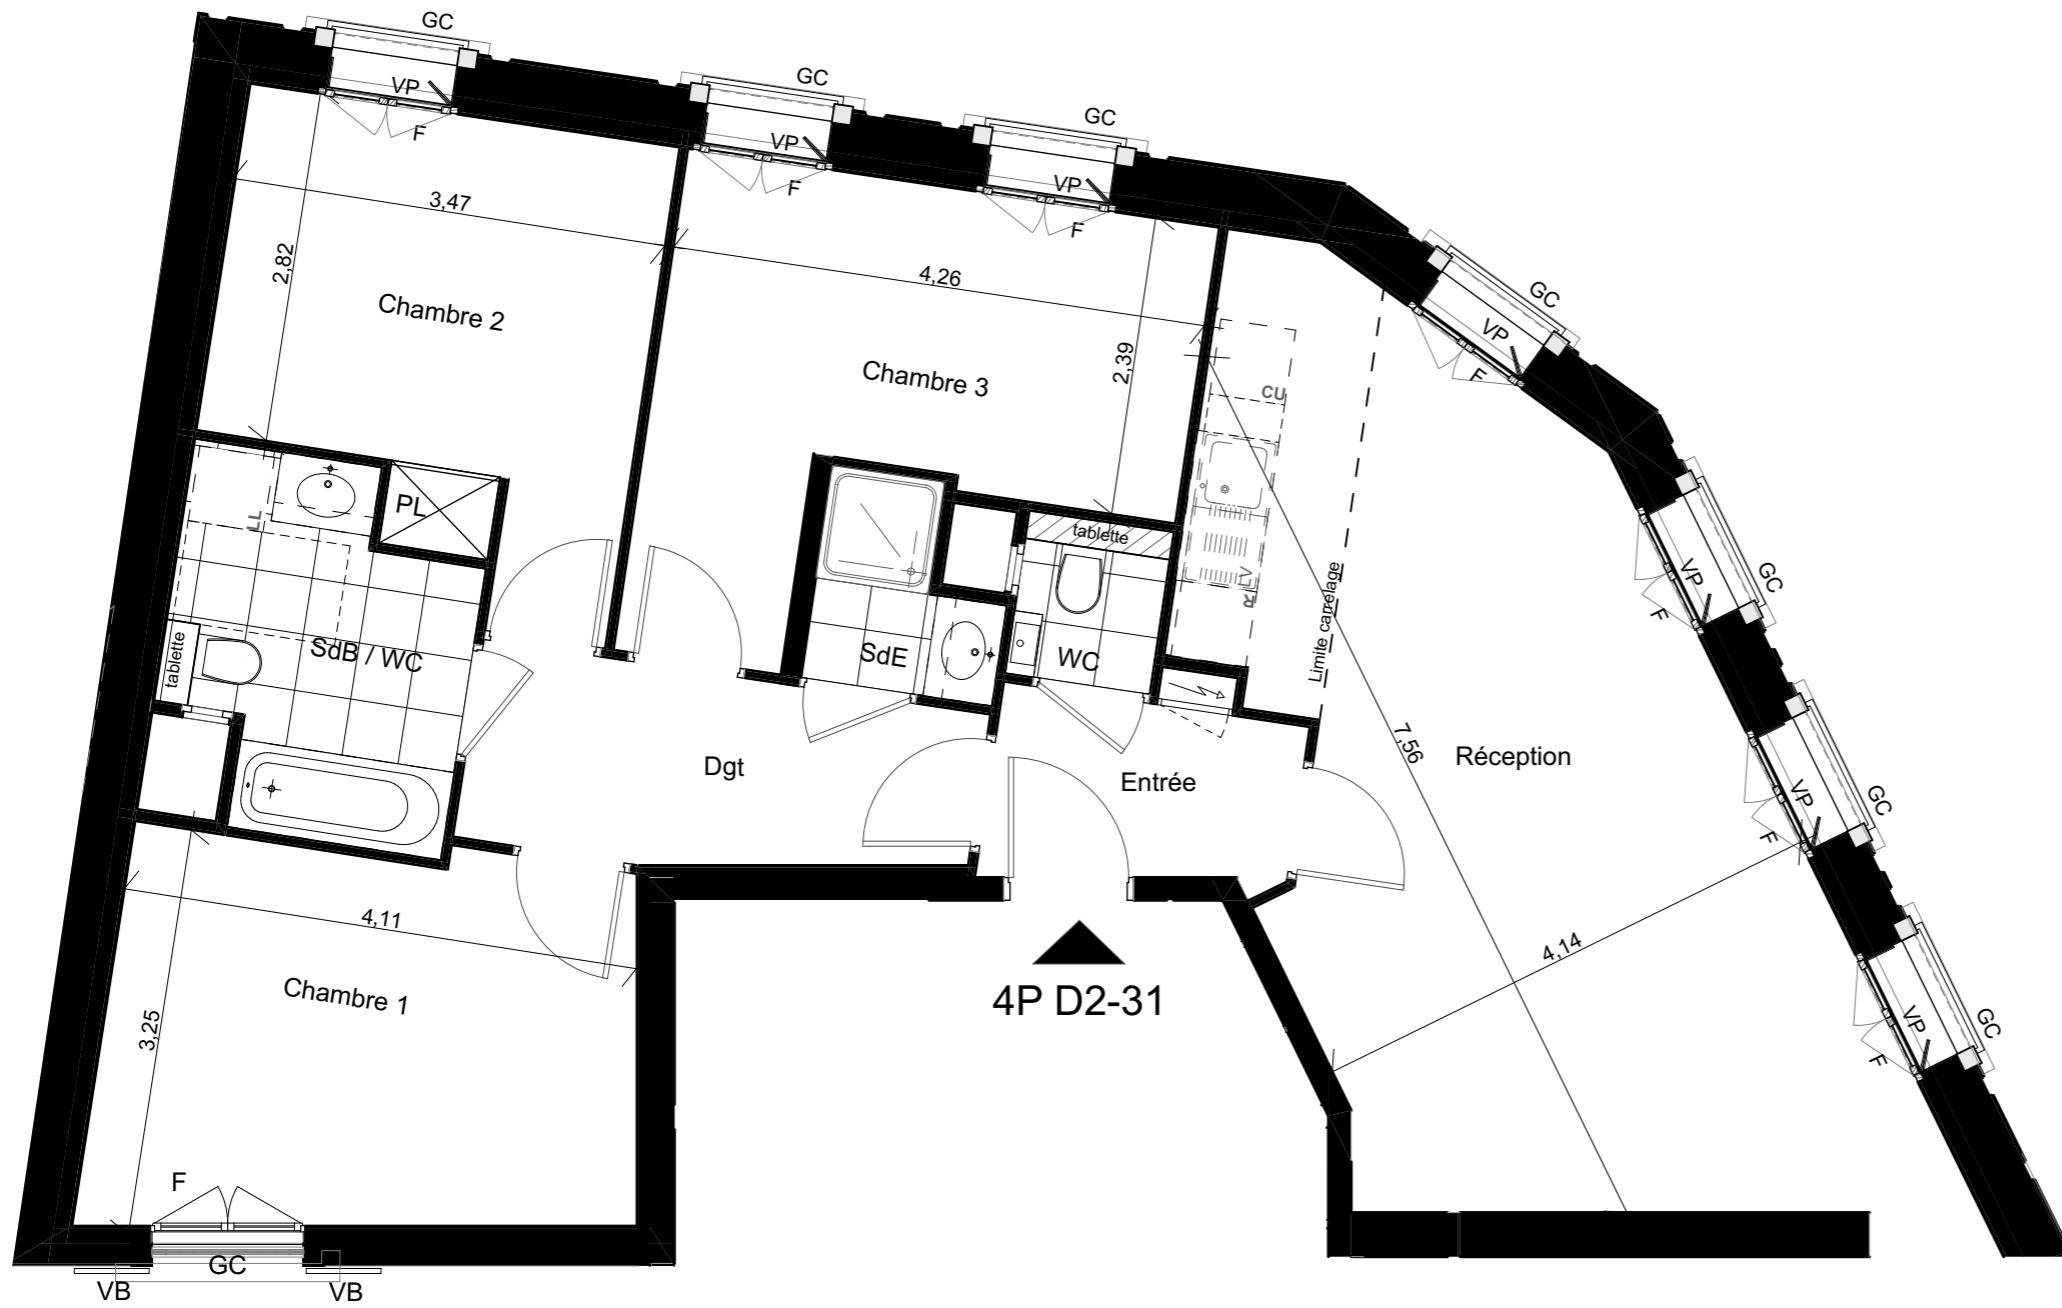 GC
VP
F
GC
VP
F
GC
VP
F
3,47
2,82
Chambre 2
4,26
2,39
Chambre 3
GC
VP
F
CU
LL
PL
tablette
R
LV
Limite carrelage
GC
VP
F
tablette
SdB / WC
SdE
WC
7,56
Réception
Dgt
Entrée
GC
VP
F
4,11
4,14
Chambre 1
4P D2-31
3,25
GC
VP
F
F
GC
VB
VB